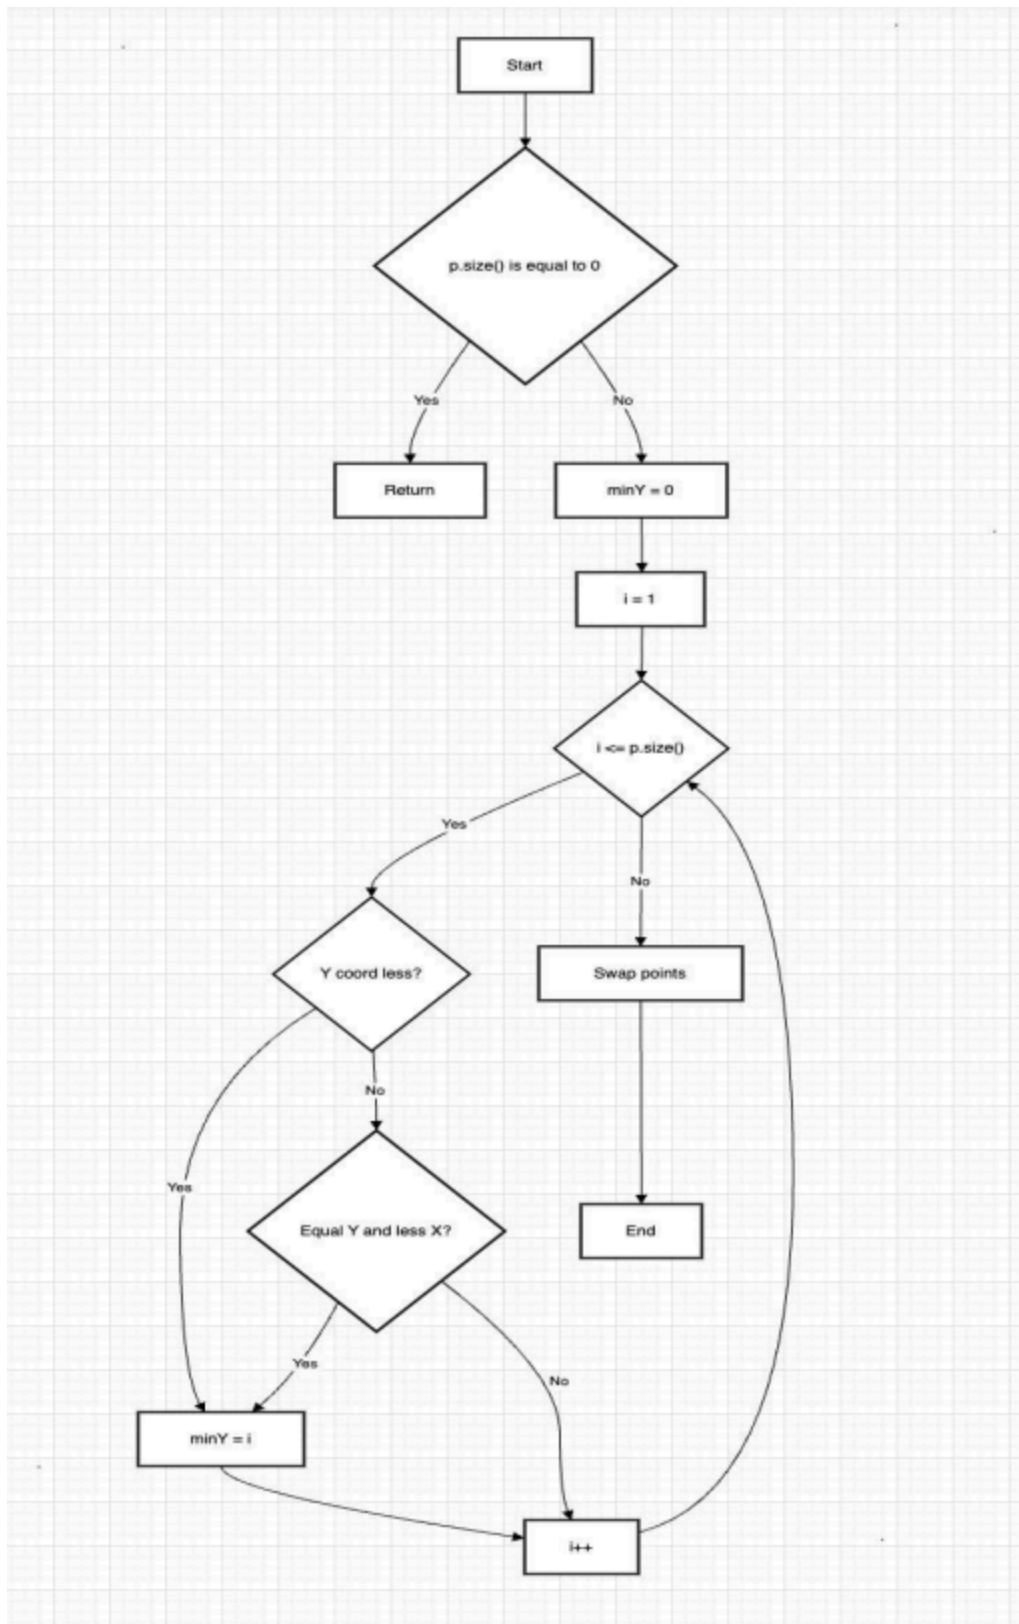 Start
p.size() is equal to 0
Yes
No
Return
minY = 0
i = 1
i <= p.size()
Yes
No
Y coord less?
Swap points
No
Yes
Equal Y and less X?
End
Yes
No
minY = i
i++